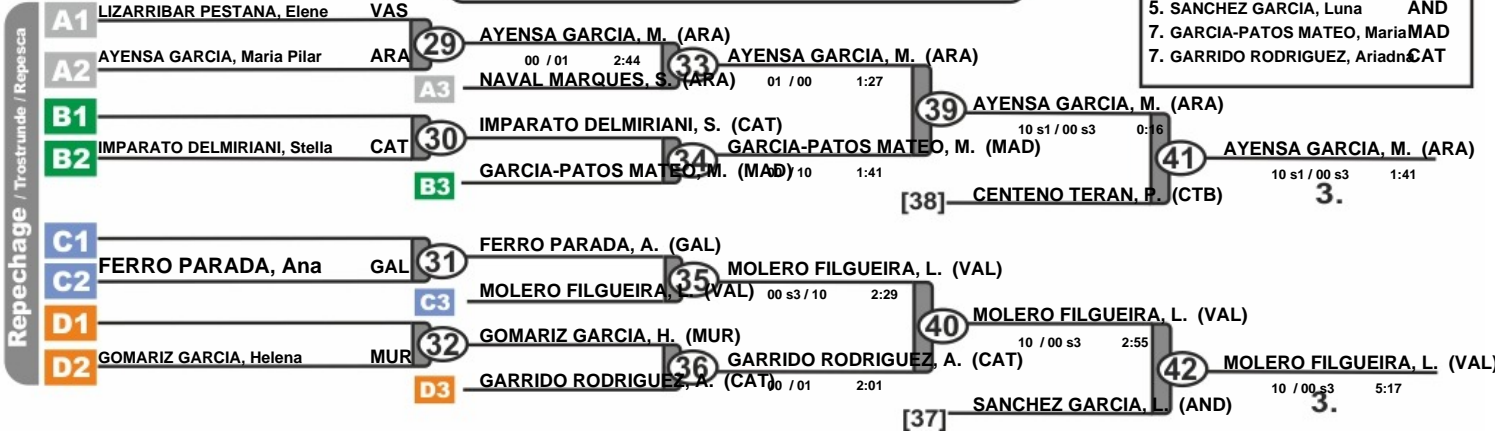 Repechage / Trostrunde / Repesca
5. SANCHEZ GARCIA, Luna AND
7. GARCIA-PATOS MATEO, Maria MAD
7. GARRIDO RODRIGUEZ, Ariadna CAT
A1 LIZARRIBAR PESTANA, Elene VAS
A2 AYENSA GARCIA, Maria Pilar ARA
29
AYENSA GARCIA, M. (ARA)
00 / 01 2:44
A3 NAVAL MARQUES, S. (ARA)
33
AYENSA GARCIA, M. (ARA)
01 / 00 1:27
B1
B2 IMPARATO DELMIRIANI, Stella CAT
30
IMPARATO DELMIRIANI, S. (CAT)
B3 GARCIA-PATOS MATEO, M. (MAD)
34
GARCIA-PATOS MATEO, M. (MAD)
00 / 10 1:41
39
AYENSA GARCIA, M. (ARA)
10 s1 / 00 s3 0:16
[38] CENTENO TERAN, P. (CTB)
41
AYENSA GARCIA, M. (ARA)
10 s1 / 00 s3 1:41
3.
C1
C2 FERRO PARADA, Ana GAL
31
FERRO PARADA, A. (GAL)
C3 MOLERO FILGUEIRA, L. (VAL)
35
MOLERO FILGUEIRA, L. (VAL)
00 s3 / 10 2:29
D1
D2 GOMARIZ GARCIA, Helena MUR
32
GOMARIZ GARCIA, H. (MUR)
D3 GARRIDO RODRIGUEZ, A. (CAT)
36
GARRIDO RODRIGUEZ, A. (CAT)
00 / 01 2:01
40
MOLERO FILGUEIRA, L. (VAL)
10 / 00 s3 2:55
[37] SANCHEZ GARCIA, L. (AND)
42
MOLERO FILGUEIRA, L. (VAL)
10 / 00 s3 5:17
3.